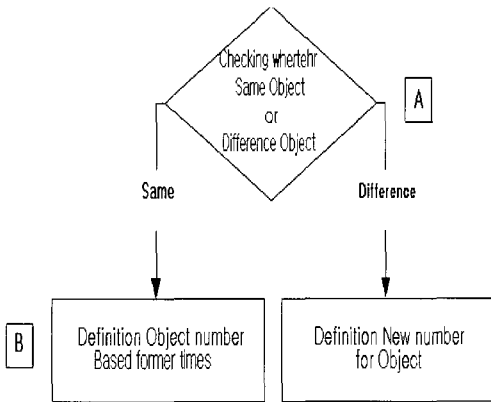 Checking whertehr
Same Object
or
Difference Object
A
Same
Difference
B
Definition Object number
Based former times
Definition New number
for Object